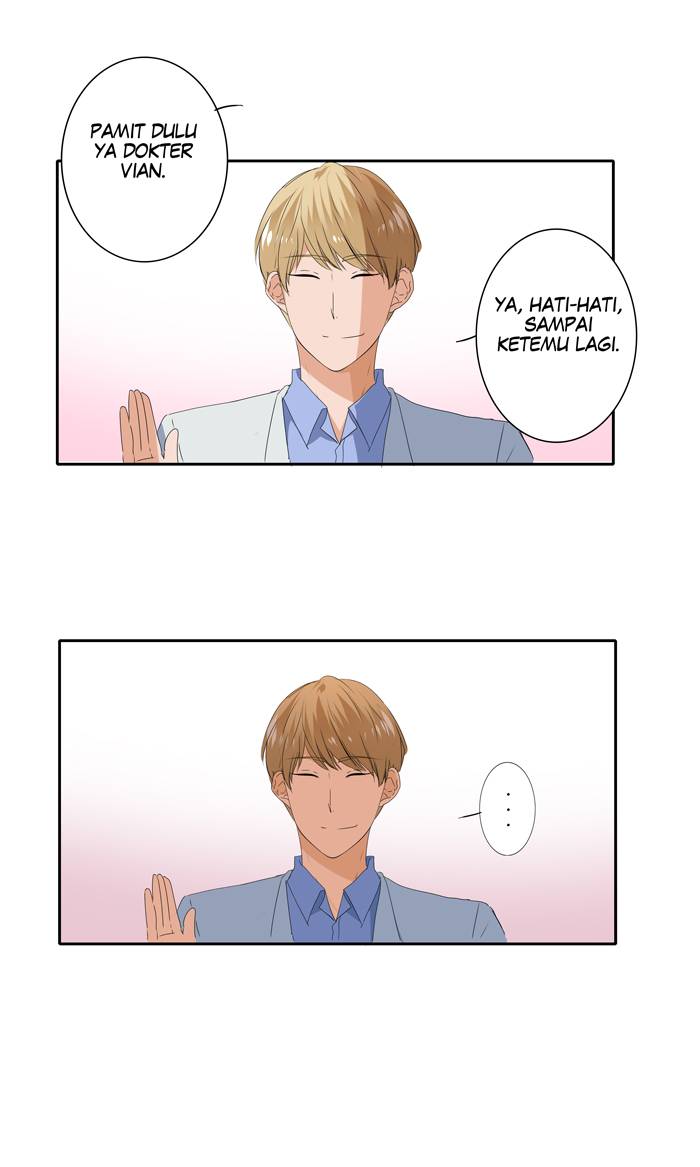 PAMIT DULU
YA DOKTER
VIAN.
YA, HATI-HATI,
SAMPAI
KETEMU LAGI.
...